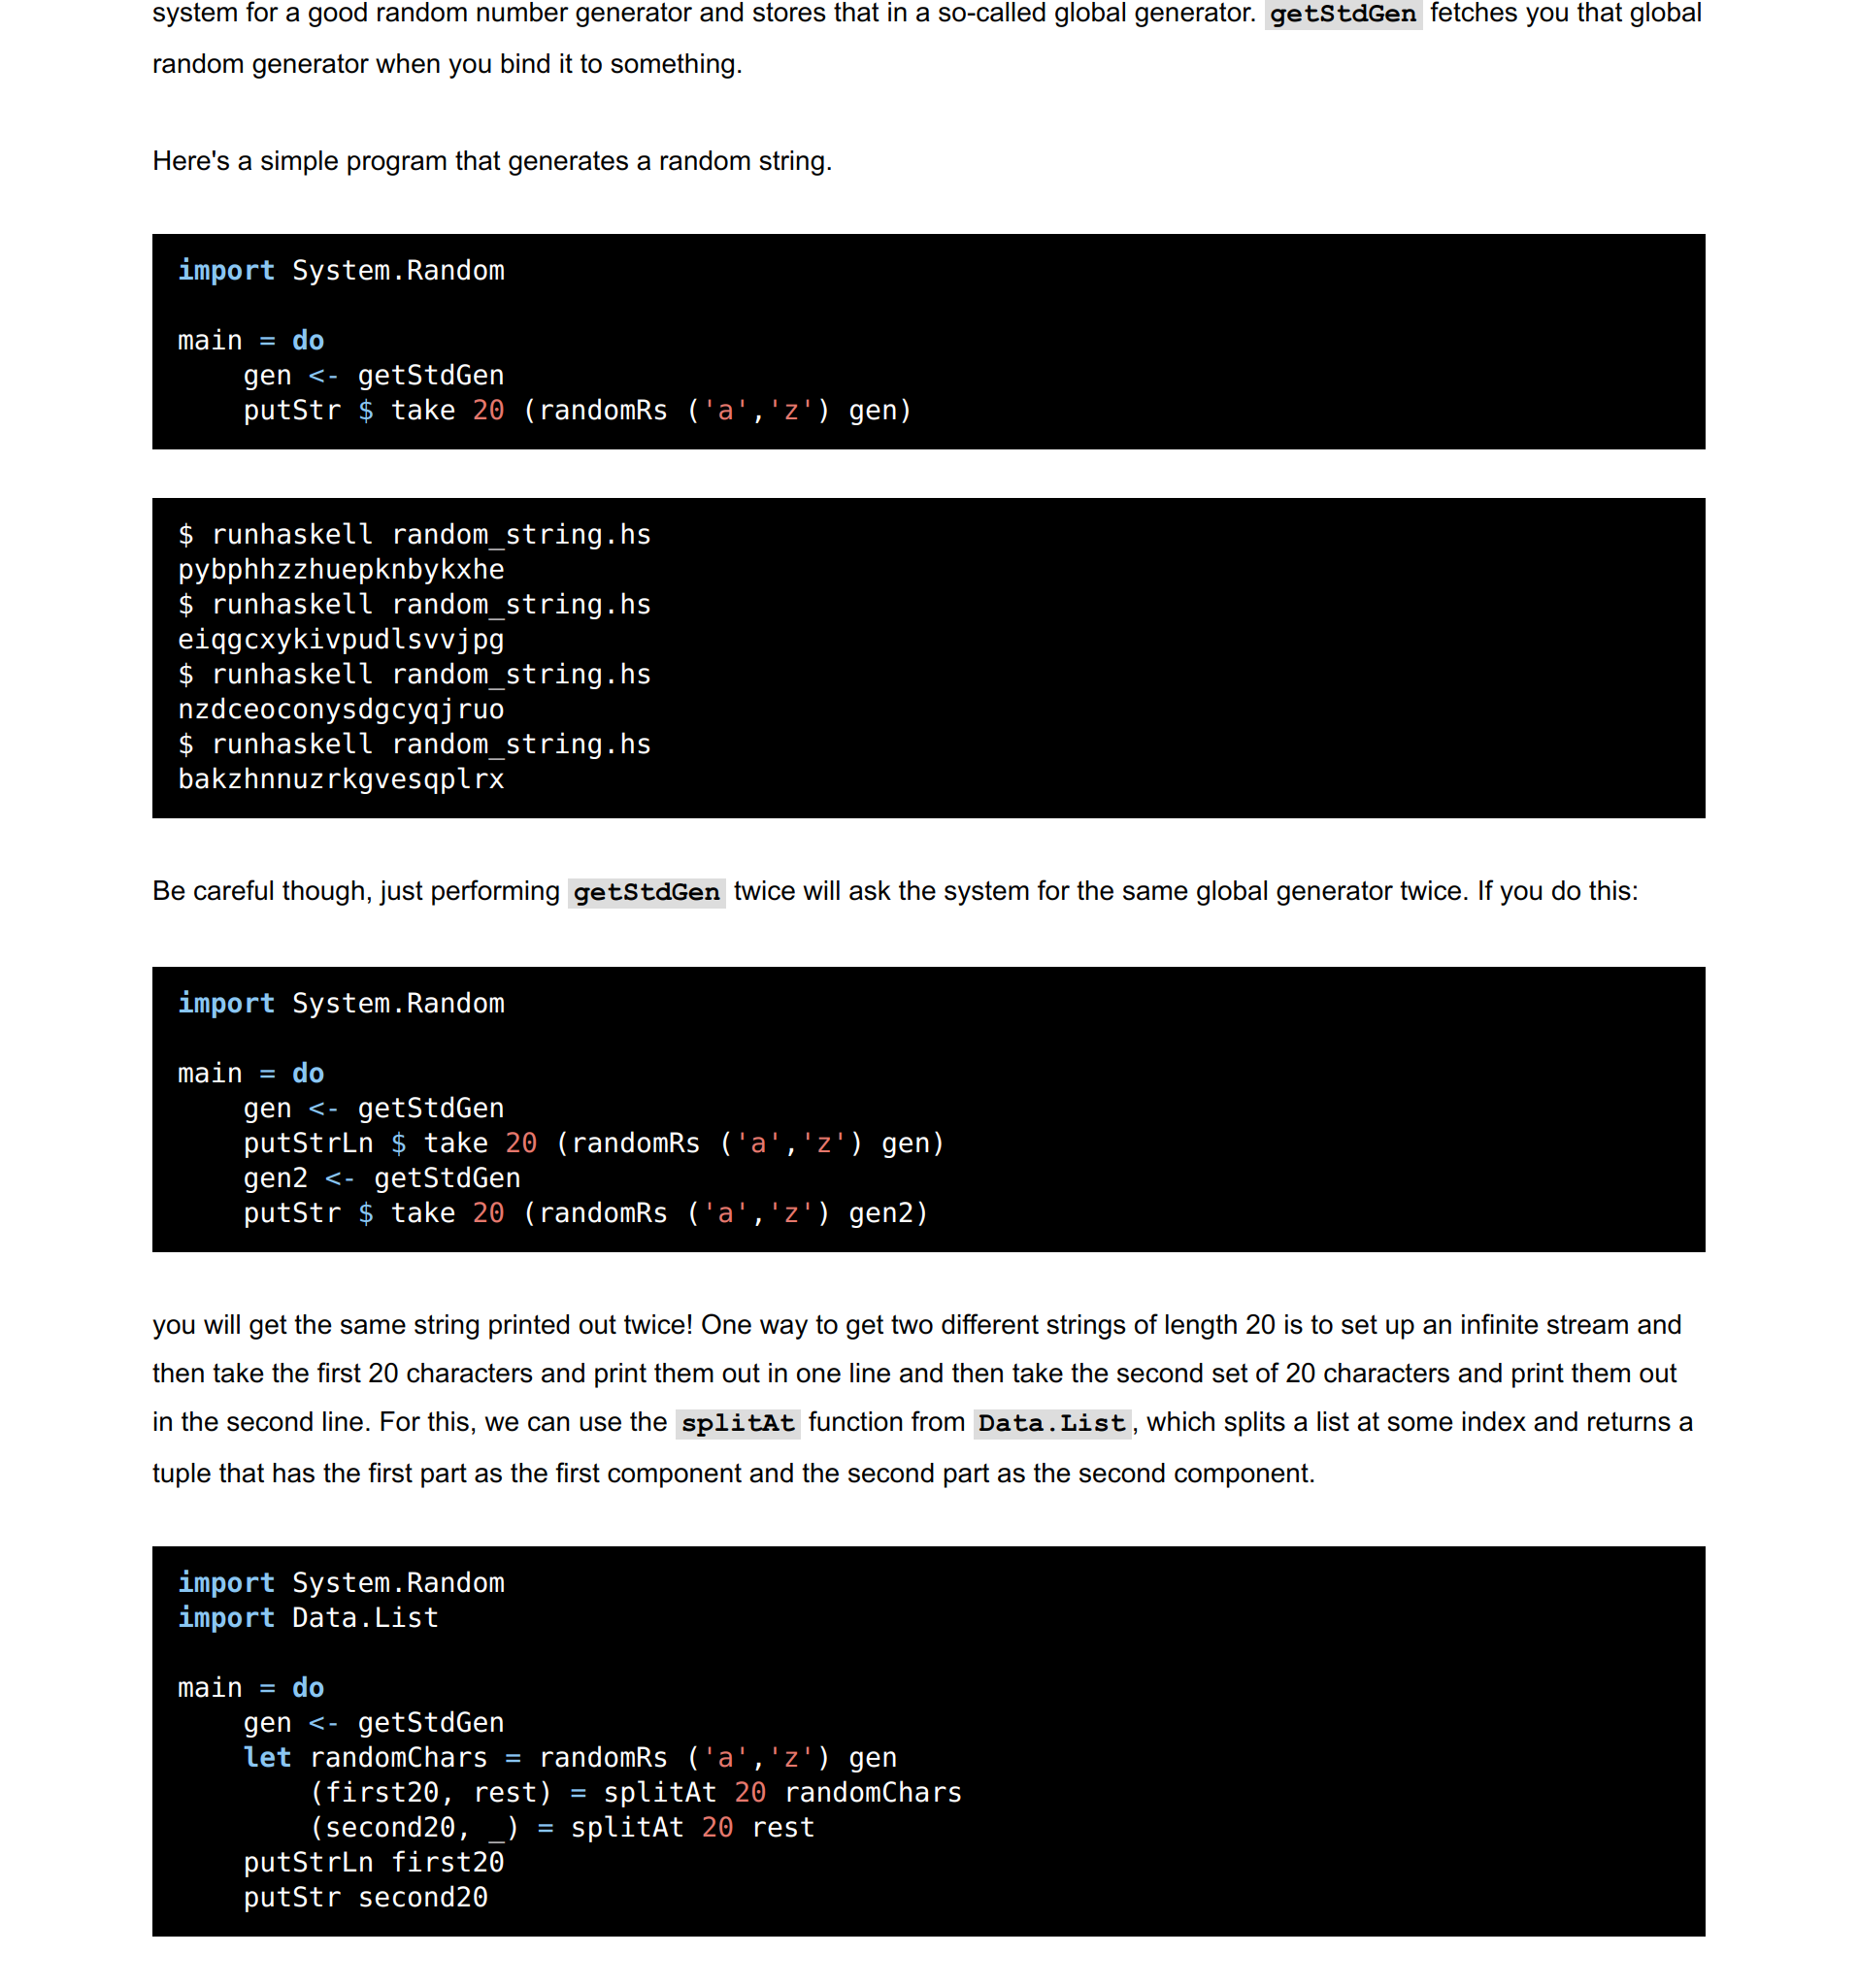 system for a good random number generator and stores that in a so-called global generator. getStdGen fetches you that global
random generator when you bind it to something.
Here's a simple program that generates a random string.
import System.Random
main = do
    gen <- getStdGen
    putStr $ take 20 (randomRs ('a','z') gen)
$ runhaskell random_string.hs
pybphhzzhuepknbykxhe
$ runhaskell random_string.hs
eiqgcxykivpudlsvvjpg
$ runhaskell random_string.hs
nzdceoconysdgcyqjruo
$ runhaskell random_string.hs
bakzhnnuzrkgvesqplrx
Be careful though, just performing getStdGen twice will ask the system for the same global generator twice. If you do this:
import System.Random
main = do
    gen <- getStdGen
    putStrLn $ take 20 (randomRs ('a','z') gen)
    gen2 <- getStdGen
    putStr $ take 20 (randomRs ('a','z') gen2)
you will get the same string printed out twice! One way to get two different strings of length 20 is to set up an infinite stream and
then take the first 20 characters and print them out in one line and then take the second set of 20 characters and print them out
in the second line. For this, we can use the splitAt function from Data.List, which splits a list at some index and returns a
tuple that has the first part as the first component and the second part as the second component.
import System.Random
import Data.List
main = do
    gen <- getStdGen
    let randomChars = randomRs ('a','z') gen
        (first20, rest) = splitAt 20 randomChars
        (second20, _) = splitAt 20 rest
    putStrLn first20
    putStr second20